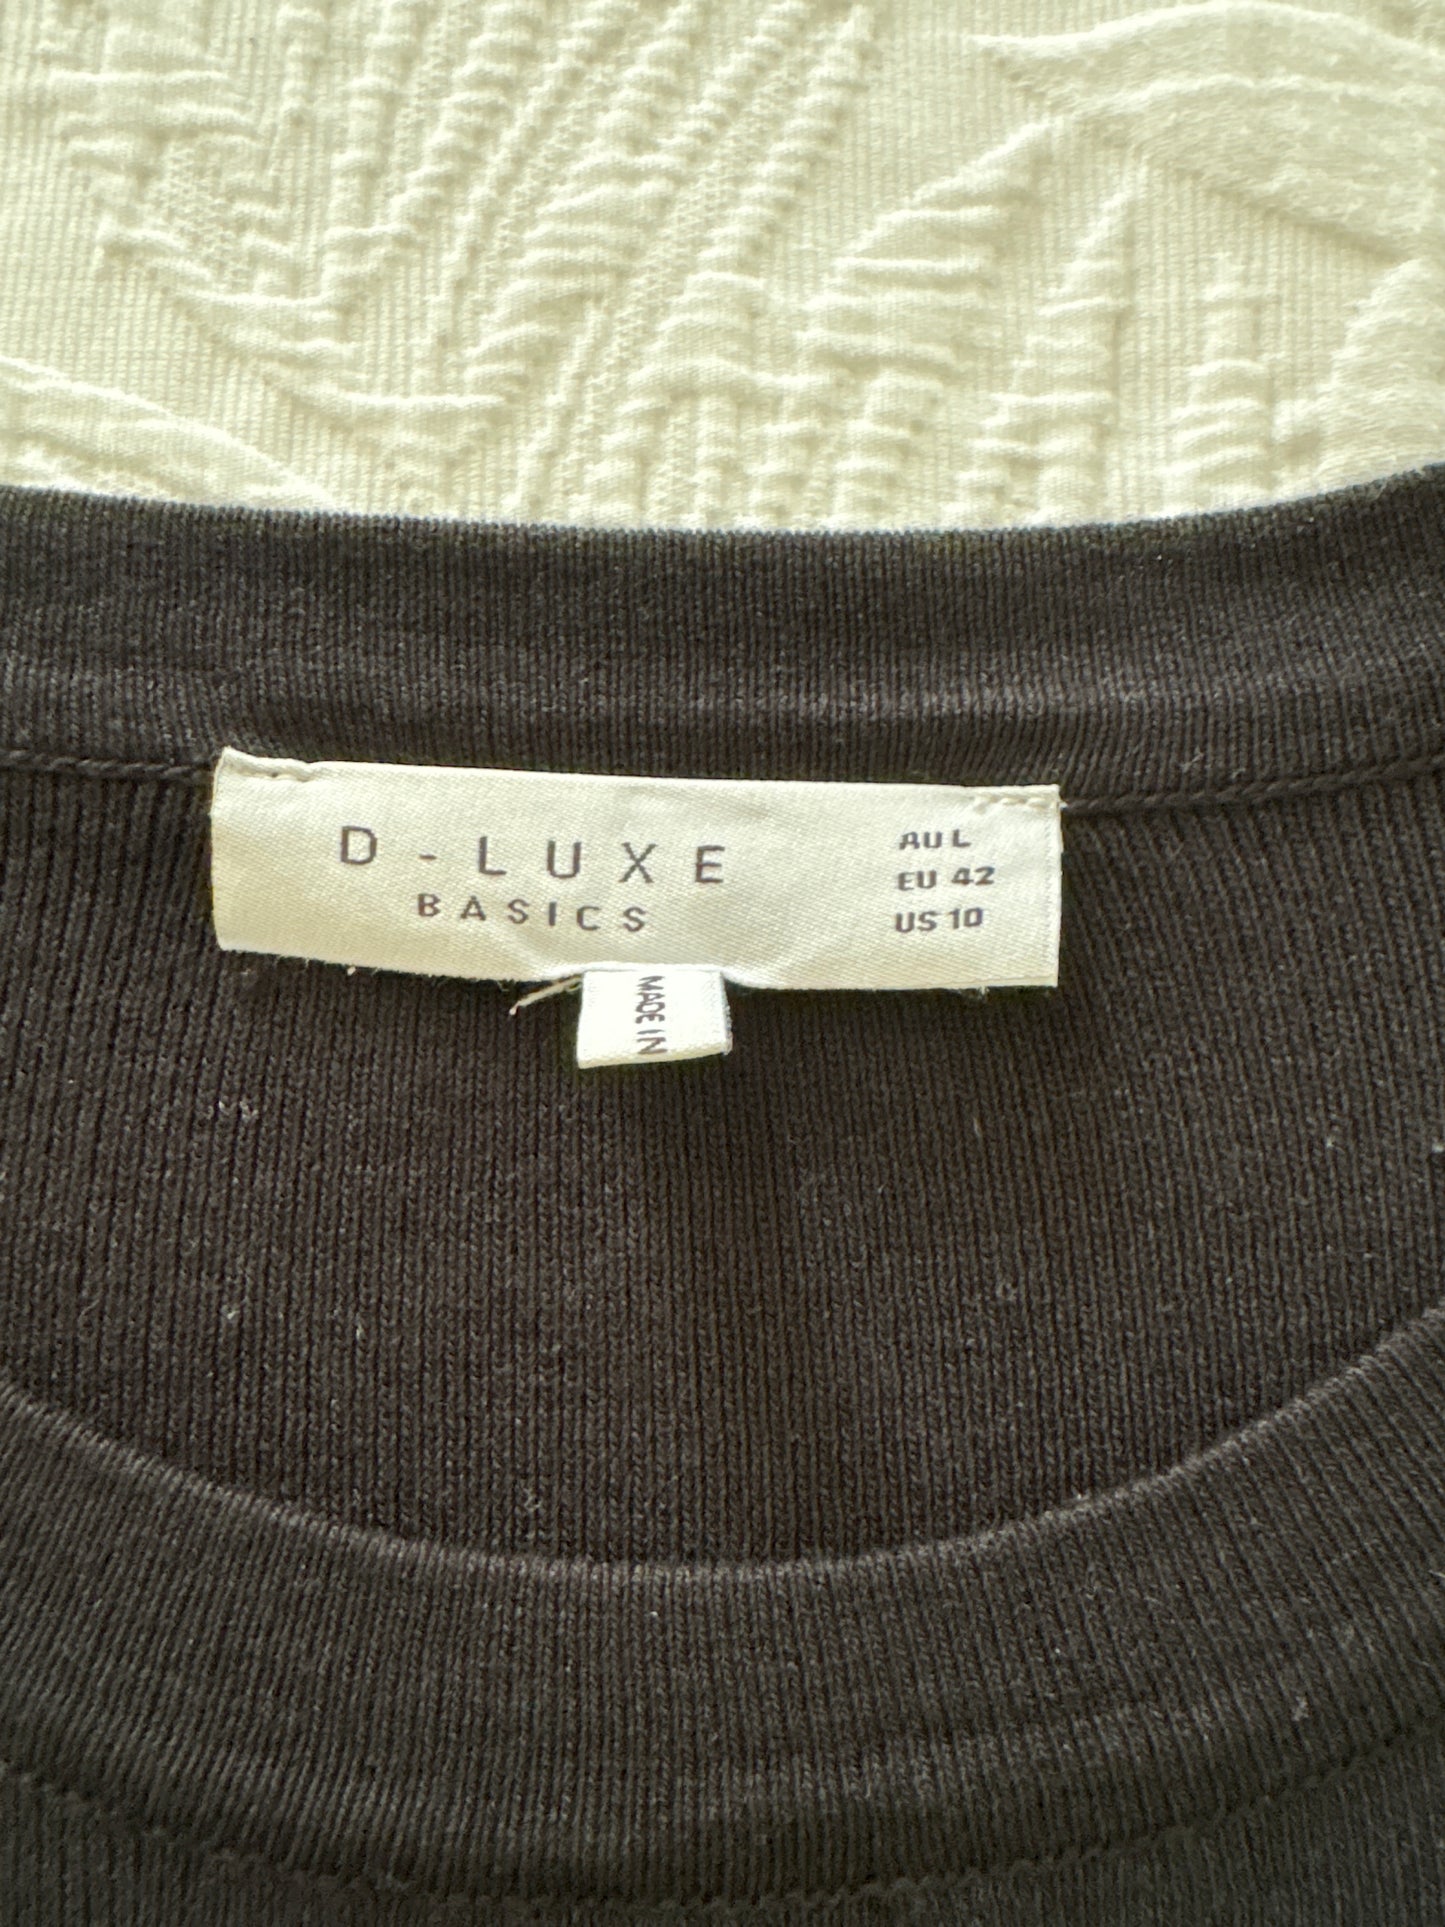 D-LUXE
BASICS
AU L
EU 42
US 10
MADE IN